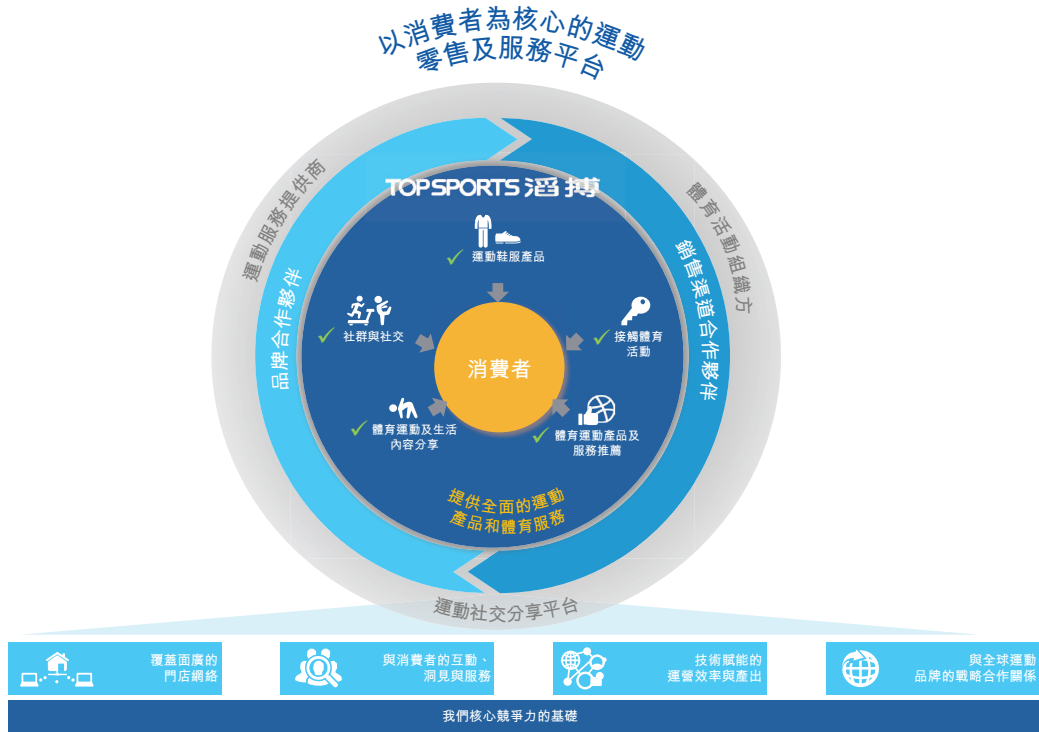 以消費者為核心的運動
零售及服務平台
運動服務提供商
體育活動組織方
品牌合作夥伴
銷售渠道合作夥伴
TOPSPORTS 滔搏
運動鞋服產品
社群與社交
接觸體育
活動
消費者
體育運動及生活
內容分享
體育運動產品及
服務推薦
提供全面的運動
產品和體育服務
運動社交分享平台
覆蓋面廣的
門店網絡
與消費者的互動、
洞見與服務
技術賦能的
運營效率與產出
與全球運動
品牌的戰略合作關係
我們核心競爭力的基礎